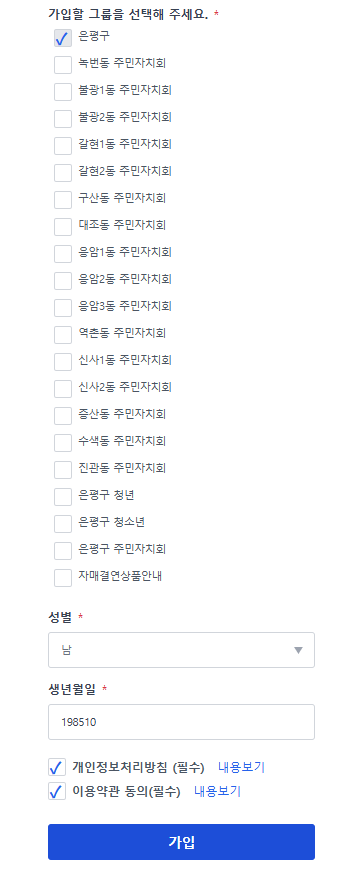 가입할 그룹을 선택해 주세요. *
은평구
녹번동 주민자치회
불광1동 주민자치회
불광2동 주민자치회
갈현1동 주민자치회
갈현2동 주민자치회
구산동 주민자치회
대조동 주민자치회
응암1동 주민자치회
응암2동 주민자치회
응암3동 주민자치회
역촌동 주민자치회
신사1동 주민자치회
신사2동 주민자치회
증산동 주민자치회
수색동 주민자치회
진관동 주민자치회
은평구 청년
은평구 청소년
은평구 주민자치회
자매결연상품안내
성별 *
남
생년월일 *
198510
개인정보처리방침 (필수) 내용보기
이용약관 동의(필수) 내용보기
가입